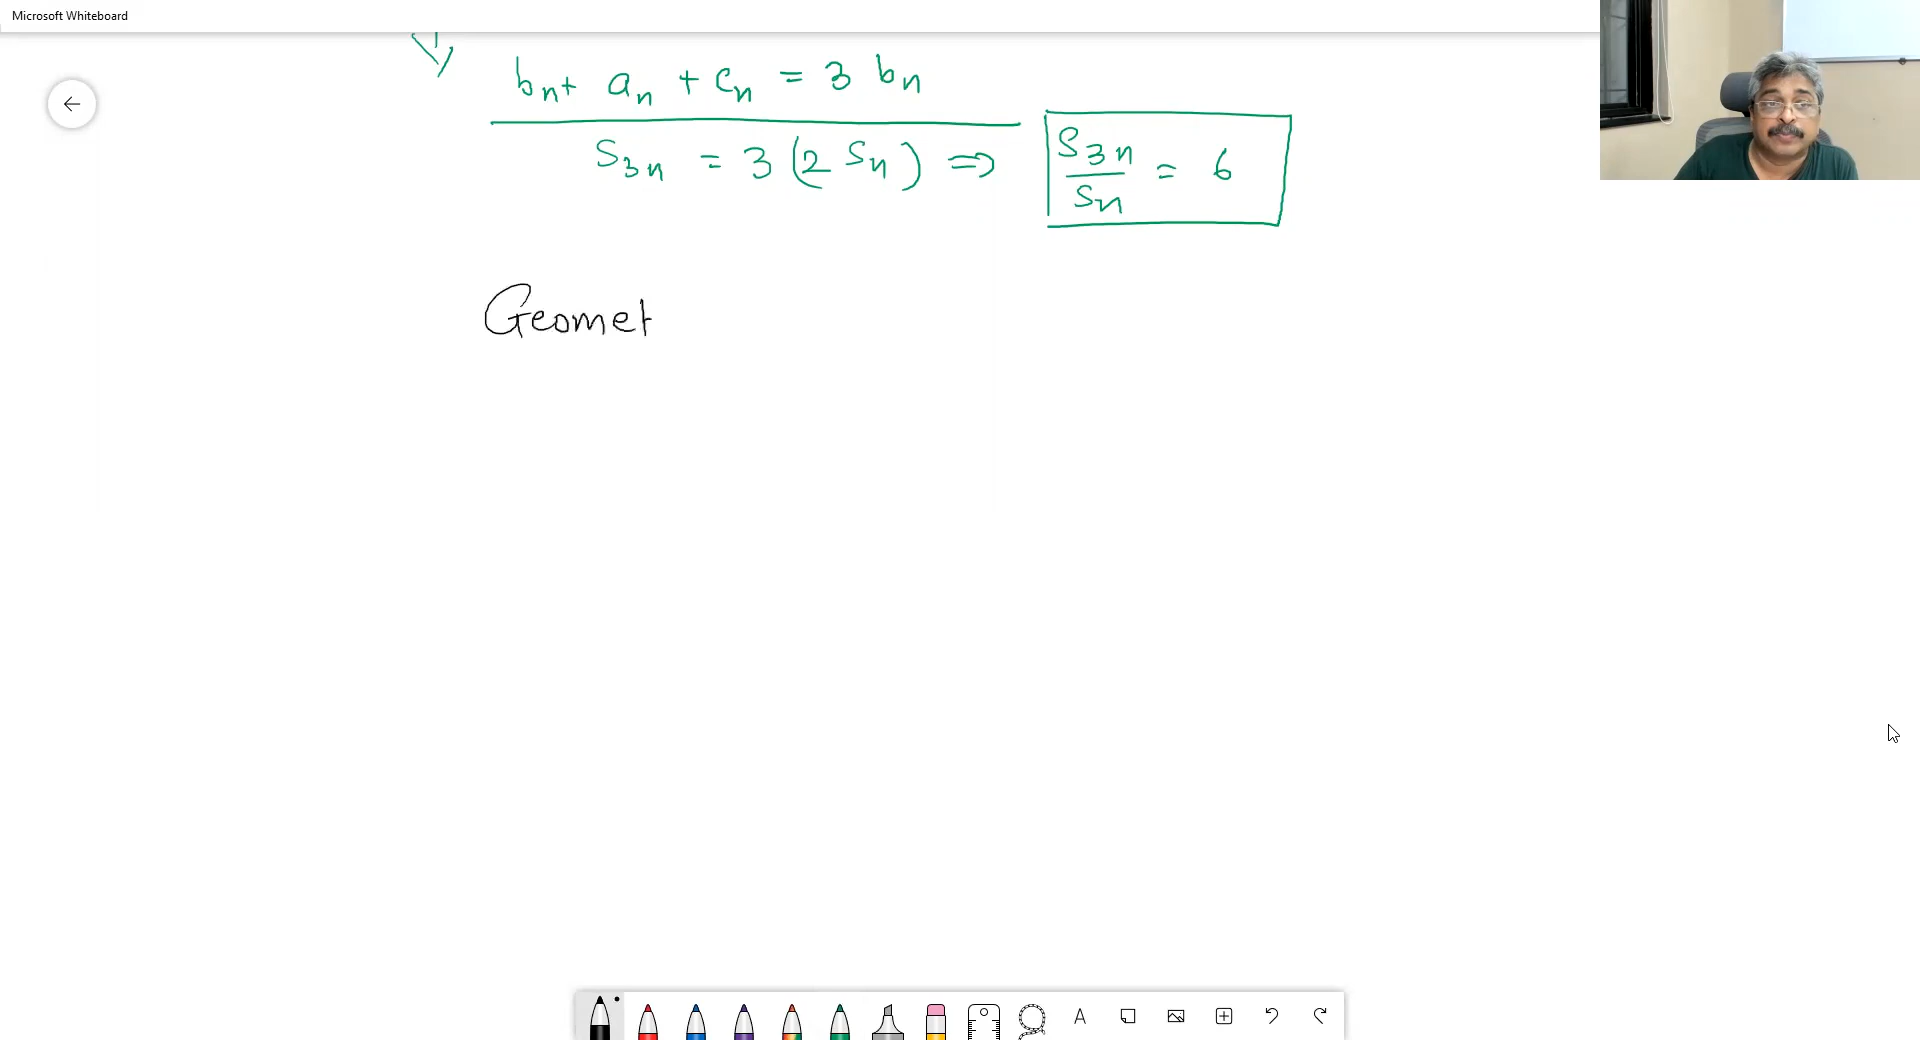 Microsoft Whiteboard
bn+ an + cn = 3 bn
S3n = 3 (2 Sn) ⇒ S3n/Sn = 6
Geomet
A